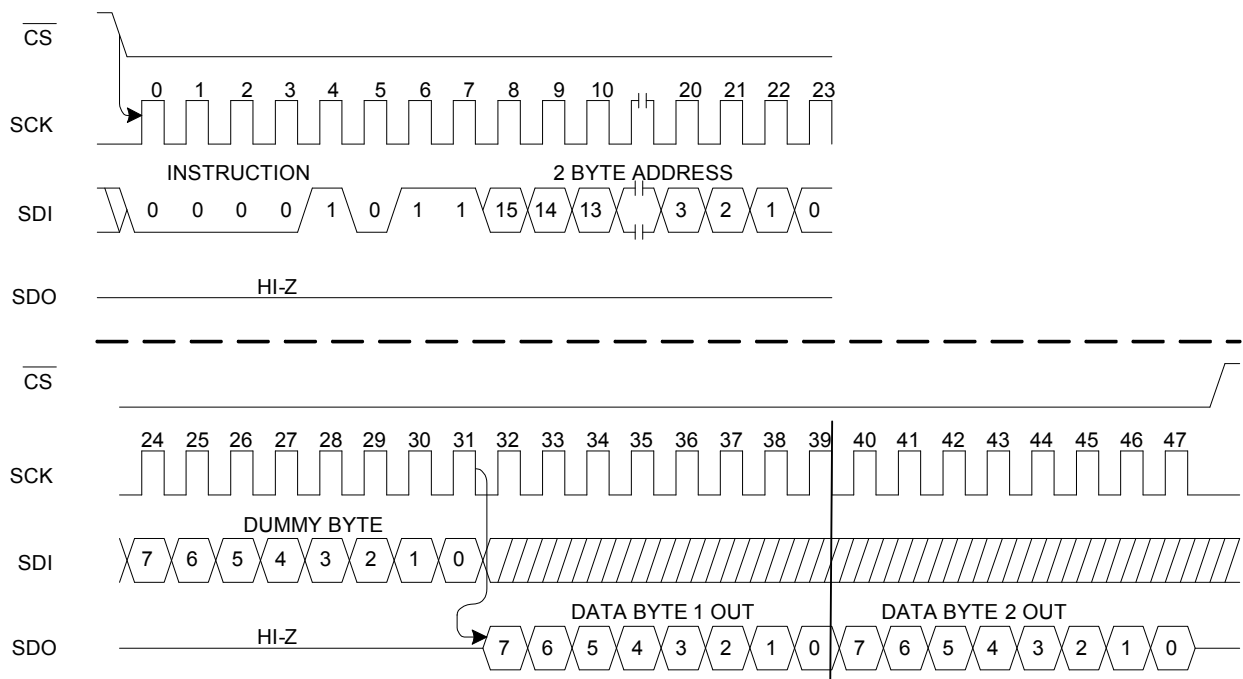 CS
0 1 2 3 4 5 6 7 8 9 10 20 21 22 23
SCK
INSTRUCTION 2 BYTE ADDRESS
SDI 0 0 0 0 1 0 1 1 15 14 13 3 2 1 0
HI-Z
SDO
CS
24 25 26 27 28 29 30 31 32 33 34 35 36 37 38 39 40 41 42 43 44 45 46 47
SCK
DUMMY BYTE
SDI 7 6 5 4 3 2 1 0
DATA BYTE 1 OUT DATA BYTE 2 OUT
HI-Z
SDO 7 6 5 4 3 2 1 0 7 6 5 4 3 2 1 0